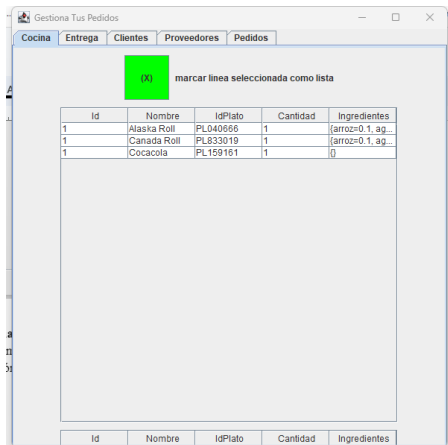 Gestiona Tus Pedidos
Cocina Entrega Clientes Proveedores Pedidos
(X) marcar linea seleccionada como lista
Id Nombre IdPlato Cantidad Ingredientes
1 Alaska Roll PL040666 1 {arroz=0.1, ag...
1 Canada Roll PL833019 1 {arroz=0.1, ag...
1 Cocacola PL159161 1 {}
Id Nombre IdPlato Cantidad Ingredientes